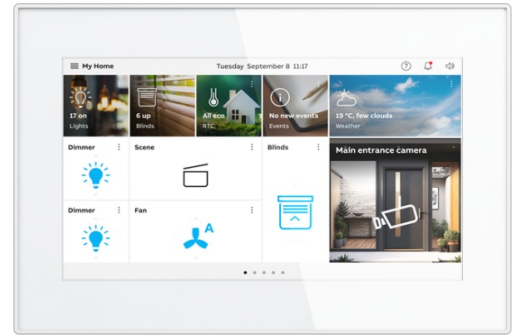 My Home
Tuesday September 8 11:17
17 on
Lights
6 up
Blinds
All eco
RTC
No new events
Events
19 °C, few clouds
Weather
Dimmer
Scene
Blinds
Main entrance camera
Dimmer
Fan
A